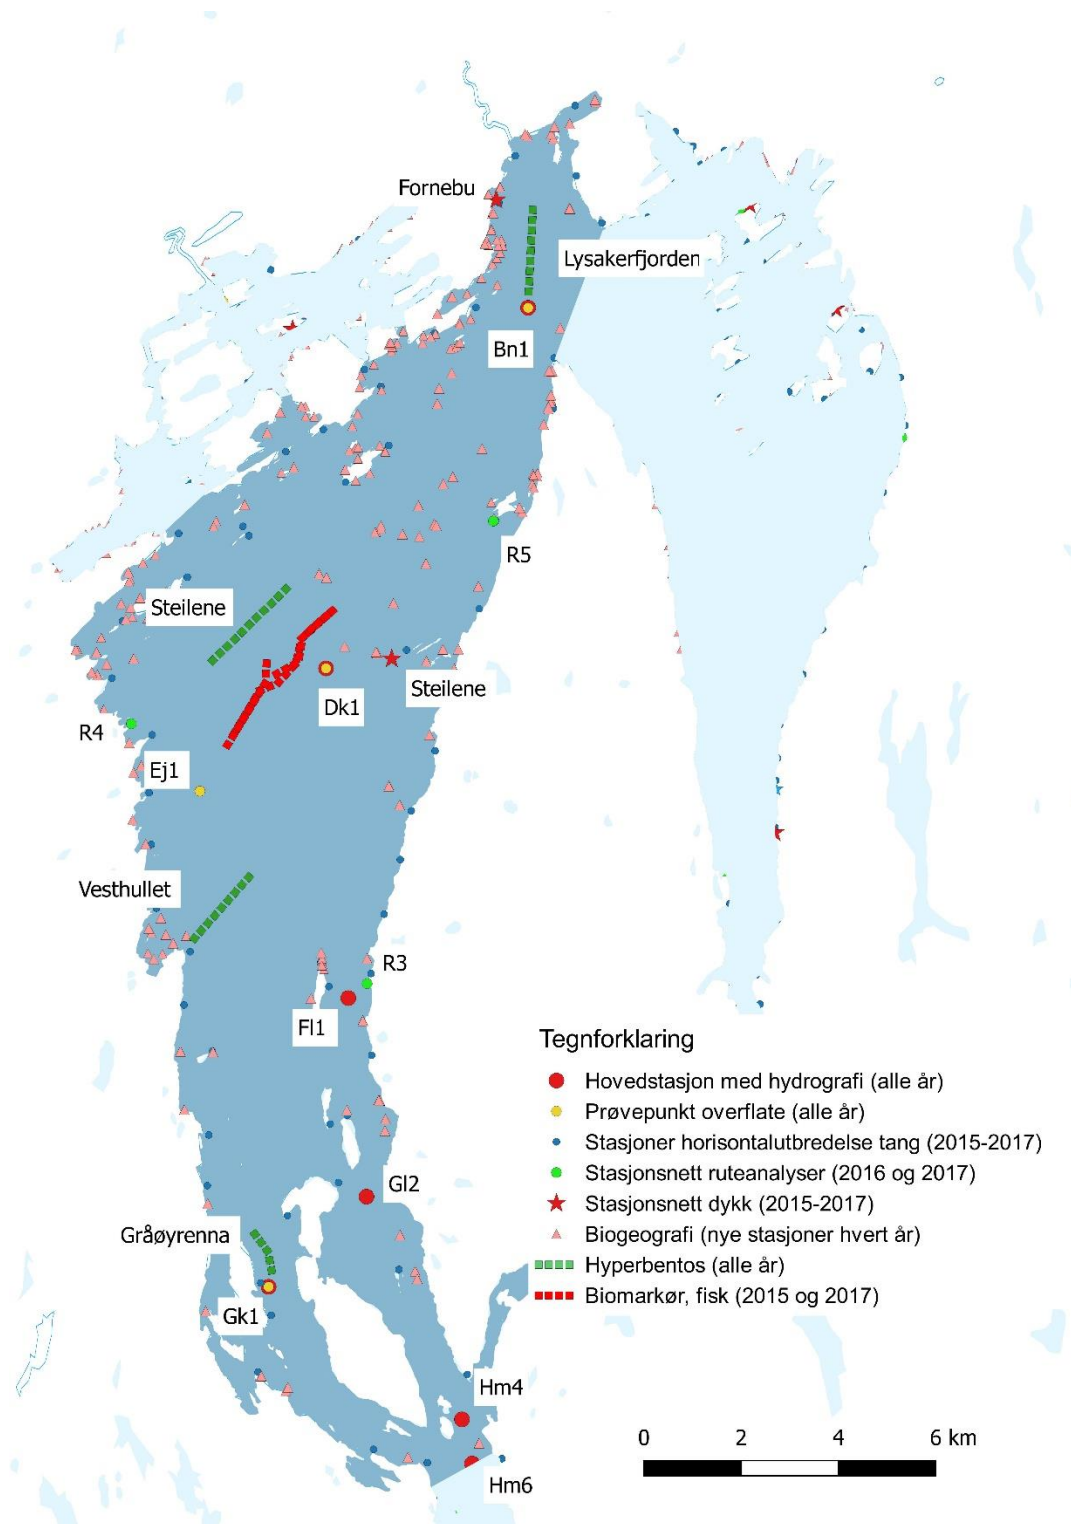 Fornebu
Lysakerfjorden
Bn1
R5
Steilene
Steilene
Dk1
R4
Ej1
Vesthullet
R3
Fl1
Tegnforklaring
Hovedstasjon med hydrografi (alle år)
Prøvepunkt overflate (alle år)
Stasjoner horisontalutbredelse tang (2015-2017)
Stasjonsnett ruteanalyser (2016 og 2017)
Stasjonsnett dykk (2015-2017)
Biogeografi (nye stasjoner hvert år)
Hyperbentos (alle år)
Biomarkør, fisk (2015 og 2017)
Gl2
Gråøyrenna
Gk1
Hm4
0 2 4 6 km
Hm6